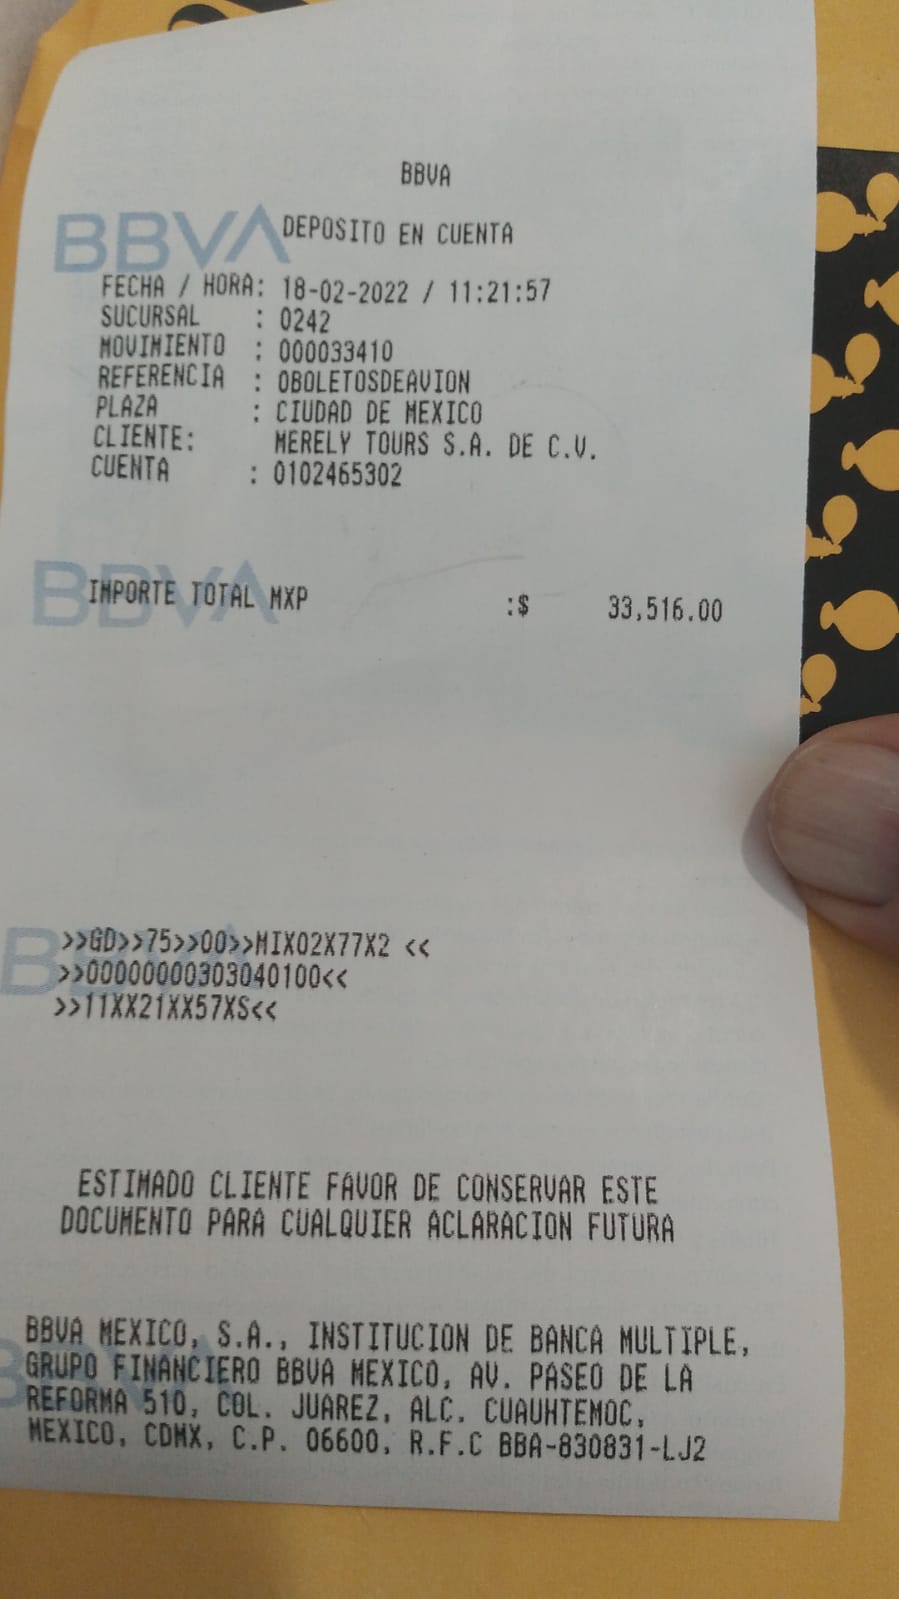 BBVA
BBVA DEPOSITO EN CUENTA
FECHA / HORA: 18-02-2022 / 11:21:57
SUCURSAL : 0242
MOVIMIENTO : 000033410
REFERENCIA : OBOLETOSDEAVION
PLAZA : CIUDAD DE MEXICO
CLIENTE: MERELY TOURS S.A. DE C.V.
CUENTA : 0102465302
BBVA
IMPORTE TOTAL MXP :$ 33,516.00
>>GD>>75>>00>>MIX02X77X2 <<
>>00000000303040100<<
>>11XX21XX57XS<<
ESTIMADO CLIENTE FAVOR DE CONSERVAR ESTE
DOCUMENTO PARA CUALQUIER ACLARACION FUTURA
BBVA MEXICO, S.A., INSTITUCION DE BANCA MULTIPLE,
GRUPO FINANCIERO BBVA MEXICO, AV. PASEO DE LA
REFORMA 510, COL. JUAREZ, ALC. CUAUHTEMOC,
MEXICO, CDMX, C.P. 06600, R.F.C BBA-830831-LJ2